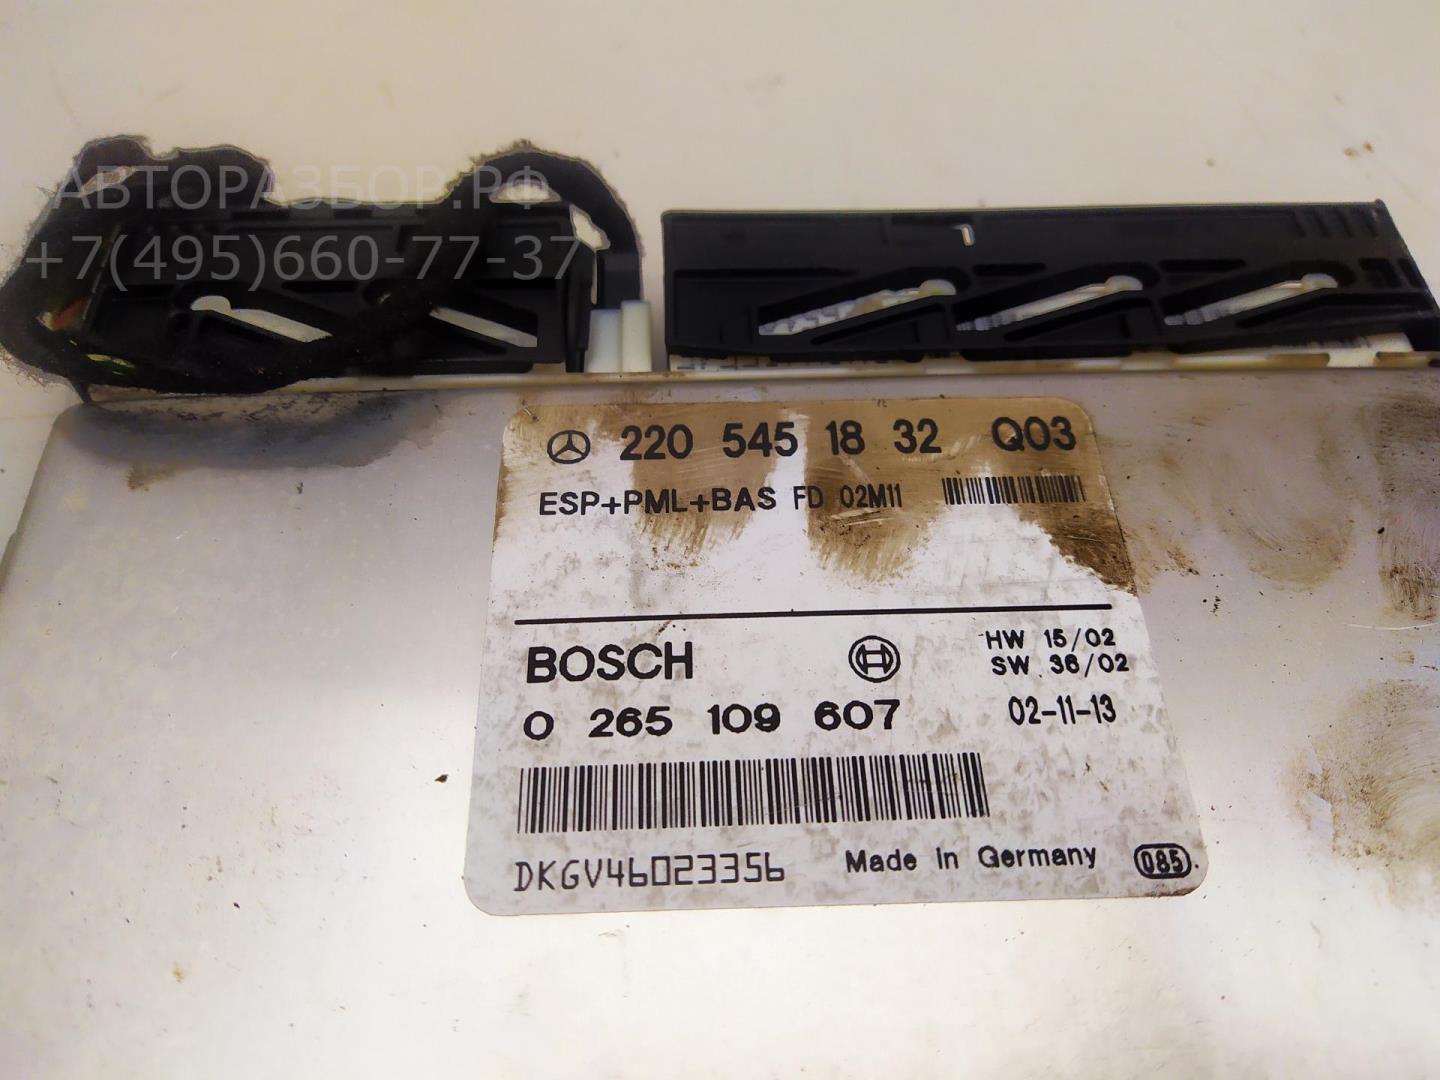 АВТОРАЗБОР.РФ
+7(495)660-77-37
220 545 18 32 Q03
ESP+PML+BAS FD 02M11
BOSCH
HW 15/02
SW 36/02
0 265 109 607
02-11-13
DKGV46023356
Made in Germany
085